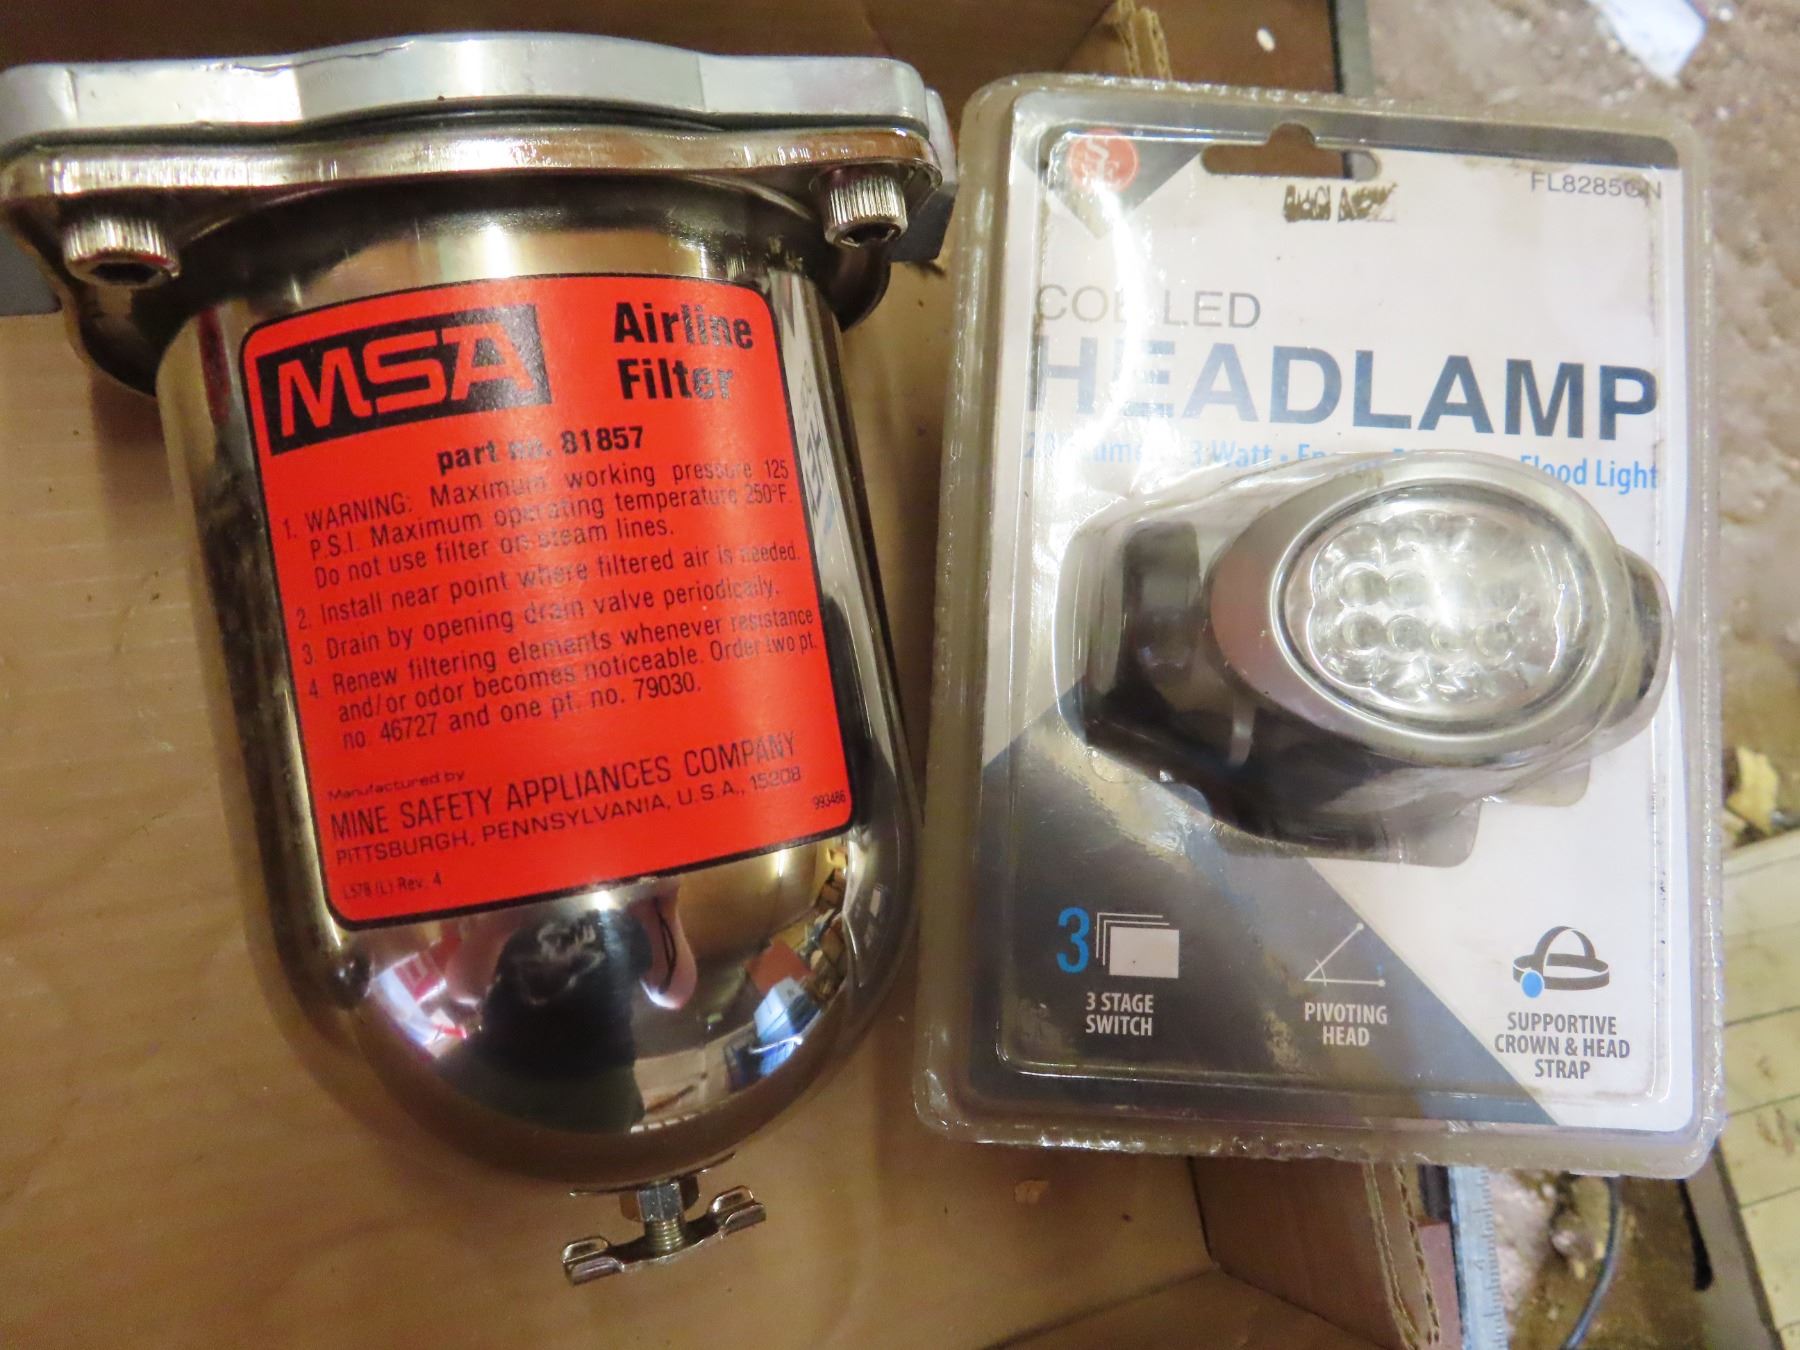 MSA
Airline
Filter
part no. 81857
1. WARNING: Maximum working pressure 125
P.S.I. Maximum operating temperature 250°F.
Do not use filter on steam lines.
2. Install near point where filtered air is needed.
3. Drain by opening drain valve periodically.
4. Renew filtering elements whenever resistance
and/or odor becomes noticeable. Order two pt.
no. 46727 and one pt. no. 79030.
Manufactured by
MINE SAFETY APPLIANCES COMPANY
PITTSBURGH, PENNSYLVANIA, U.S.A., 15208
993486
L578 (L) Rev. 4
COB LED
HEADLAMP
3 Watt • Flood Light
3
3 STAGE
SWITCH
PIVOTING
HEAD
SUPPORTIVE
CROWN & HEAD
STRAP